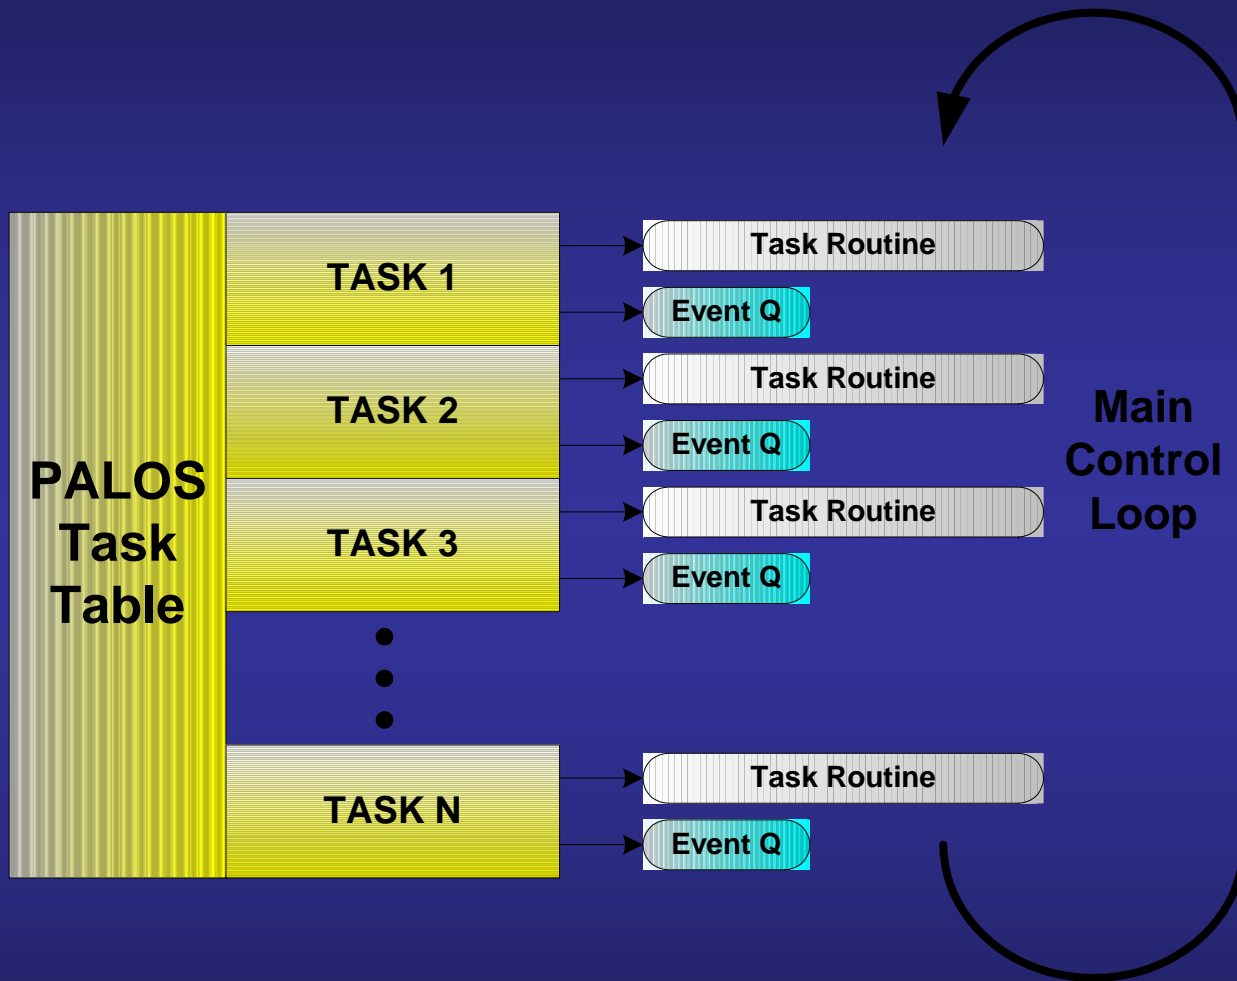 PALOS
Task
Table
TASK 1
Task Routine
Event Q
TASK 2
Task Routine
Event Q
TASK 3
Task Routine
Event Q
TASK N
Task Routine
Event Q
Main
Control
Loop